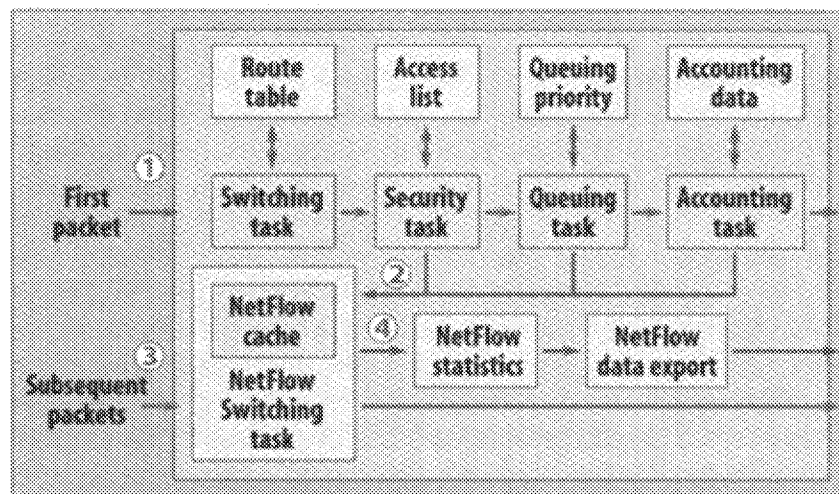 Route
table
Access
list
Queuing
priority
Accounting
data
①
First
packet
Switching
task
Security
task
Queuing
task
Accounting
task
②
NetFlow
cache
④
NetFlow
statistics
NetFlow
data export
③
Subsequent
packets
NetFlow
Switching
task